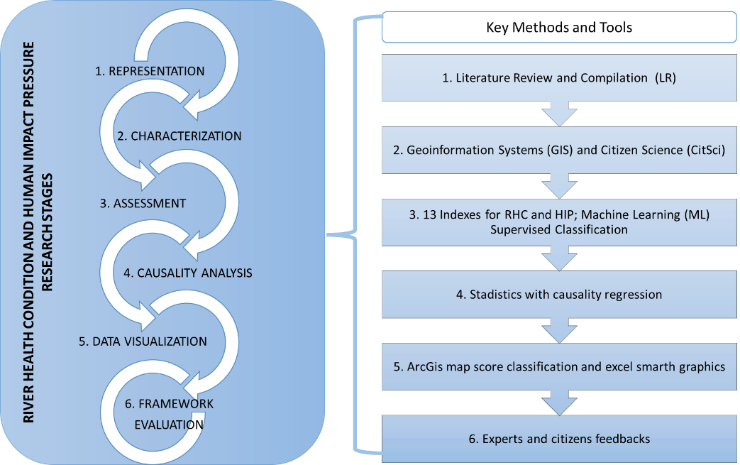 RIVER HEALTH CONDITION AND HUMAN IMPACT PRESSURE
RESEARCH STAGES
1. REPRESENTATION
2. CHARACTERIZATION
3. ASSESSMENT
4. CAUSALITY ANALYSIS
5. DATA VISUALIZATION
6. FRAMEWORK
EVALUATION
Key Methods and Tools
1. Literature Review and Compilation (LR)
2. Geoinformation Systems (GIS) and Citizen Science (CitSci)
3. 13 Indexes for RHC and HIP; Machine Learning (ML)
Supervised Classification
4. Stadistics with causality regression
5. ArcGis map score classification and excel smarth graphics
6. Experts and citizens feedbacks